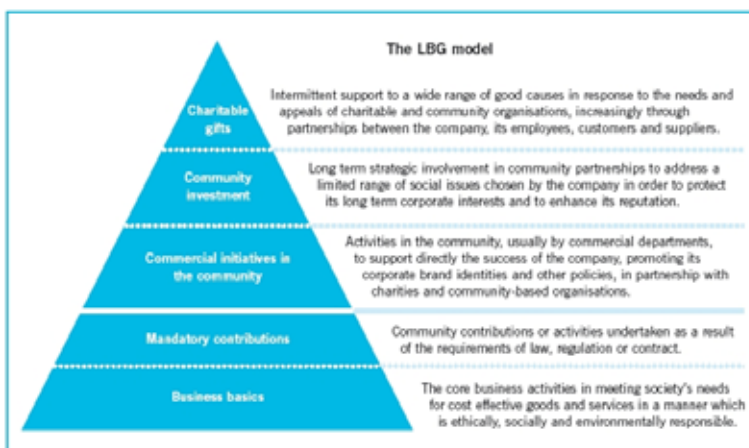 The LBG model
Charitable
gifts
Intermittent support to a wide range of good causes in response to the needs and
appeals of charitable and community organisations, increasingly through
partnerships between the company, its employees, customers and suppliers.
Community
investment
Long term strategic involvement in community partnerships to address a
limited range of social issues chosen by the company in order to protect
its long term corporate interests and to enhance its reputation.
Commercial initiatives in
the community
Activities in the community, usually by commercial departments,
to support directly the success of the company, promoting its
corporate brand identities and other policies, in partnership with
charities and community-based organisations.
Mandatory contributions
Community contributions or activities undertaken as a result
of the requirements of law, regulation or contract.
Business basics
The core business activities in meeting society's needs
for cost effective goods and services in a manner which
is ethically, socially and environmentally responsible.